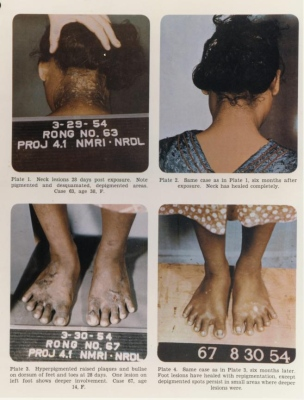 3-29-54
RONG NO. 63
PROJ 4.1 NMRI-NRDL
Plate 1. Neck lesions 28 days post exposure. Note
pigmented and desquamated, depigmented areas.
Case 63, age 38, F.
Plate 2. Same case as in Plate 1, six months after
exposure. Neck has healed completely.
3-30-54
RONG NO. 67
PROJ 4.1 NMRI-NRDL
Plate 3. Hyperpigmented raised plaques and bullae
on dorsum of feet and toes at 28 days. One lesion on
left foot shows deeper involvement. Case 67, age
14, F.
67 8 30 54
Plate 4. Same case as in Plate 3, six months later.
Foot lesions have healed with repigmentation, except
depigmented spots persist in small areas where deeper
lesions were.